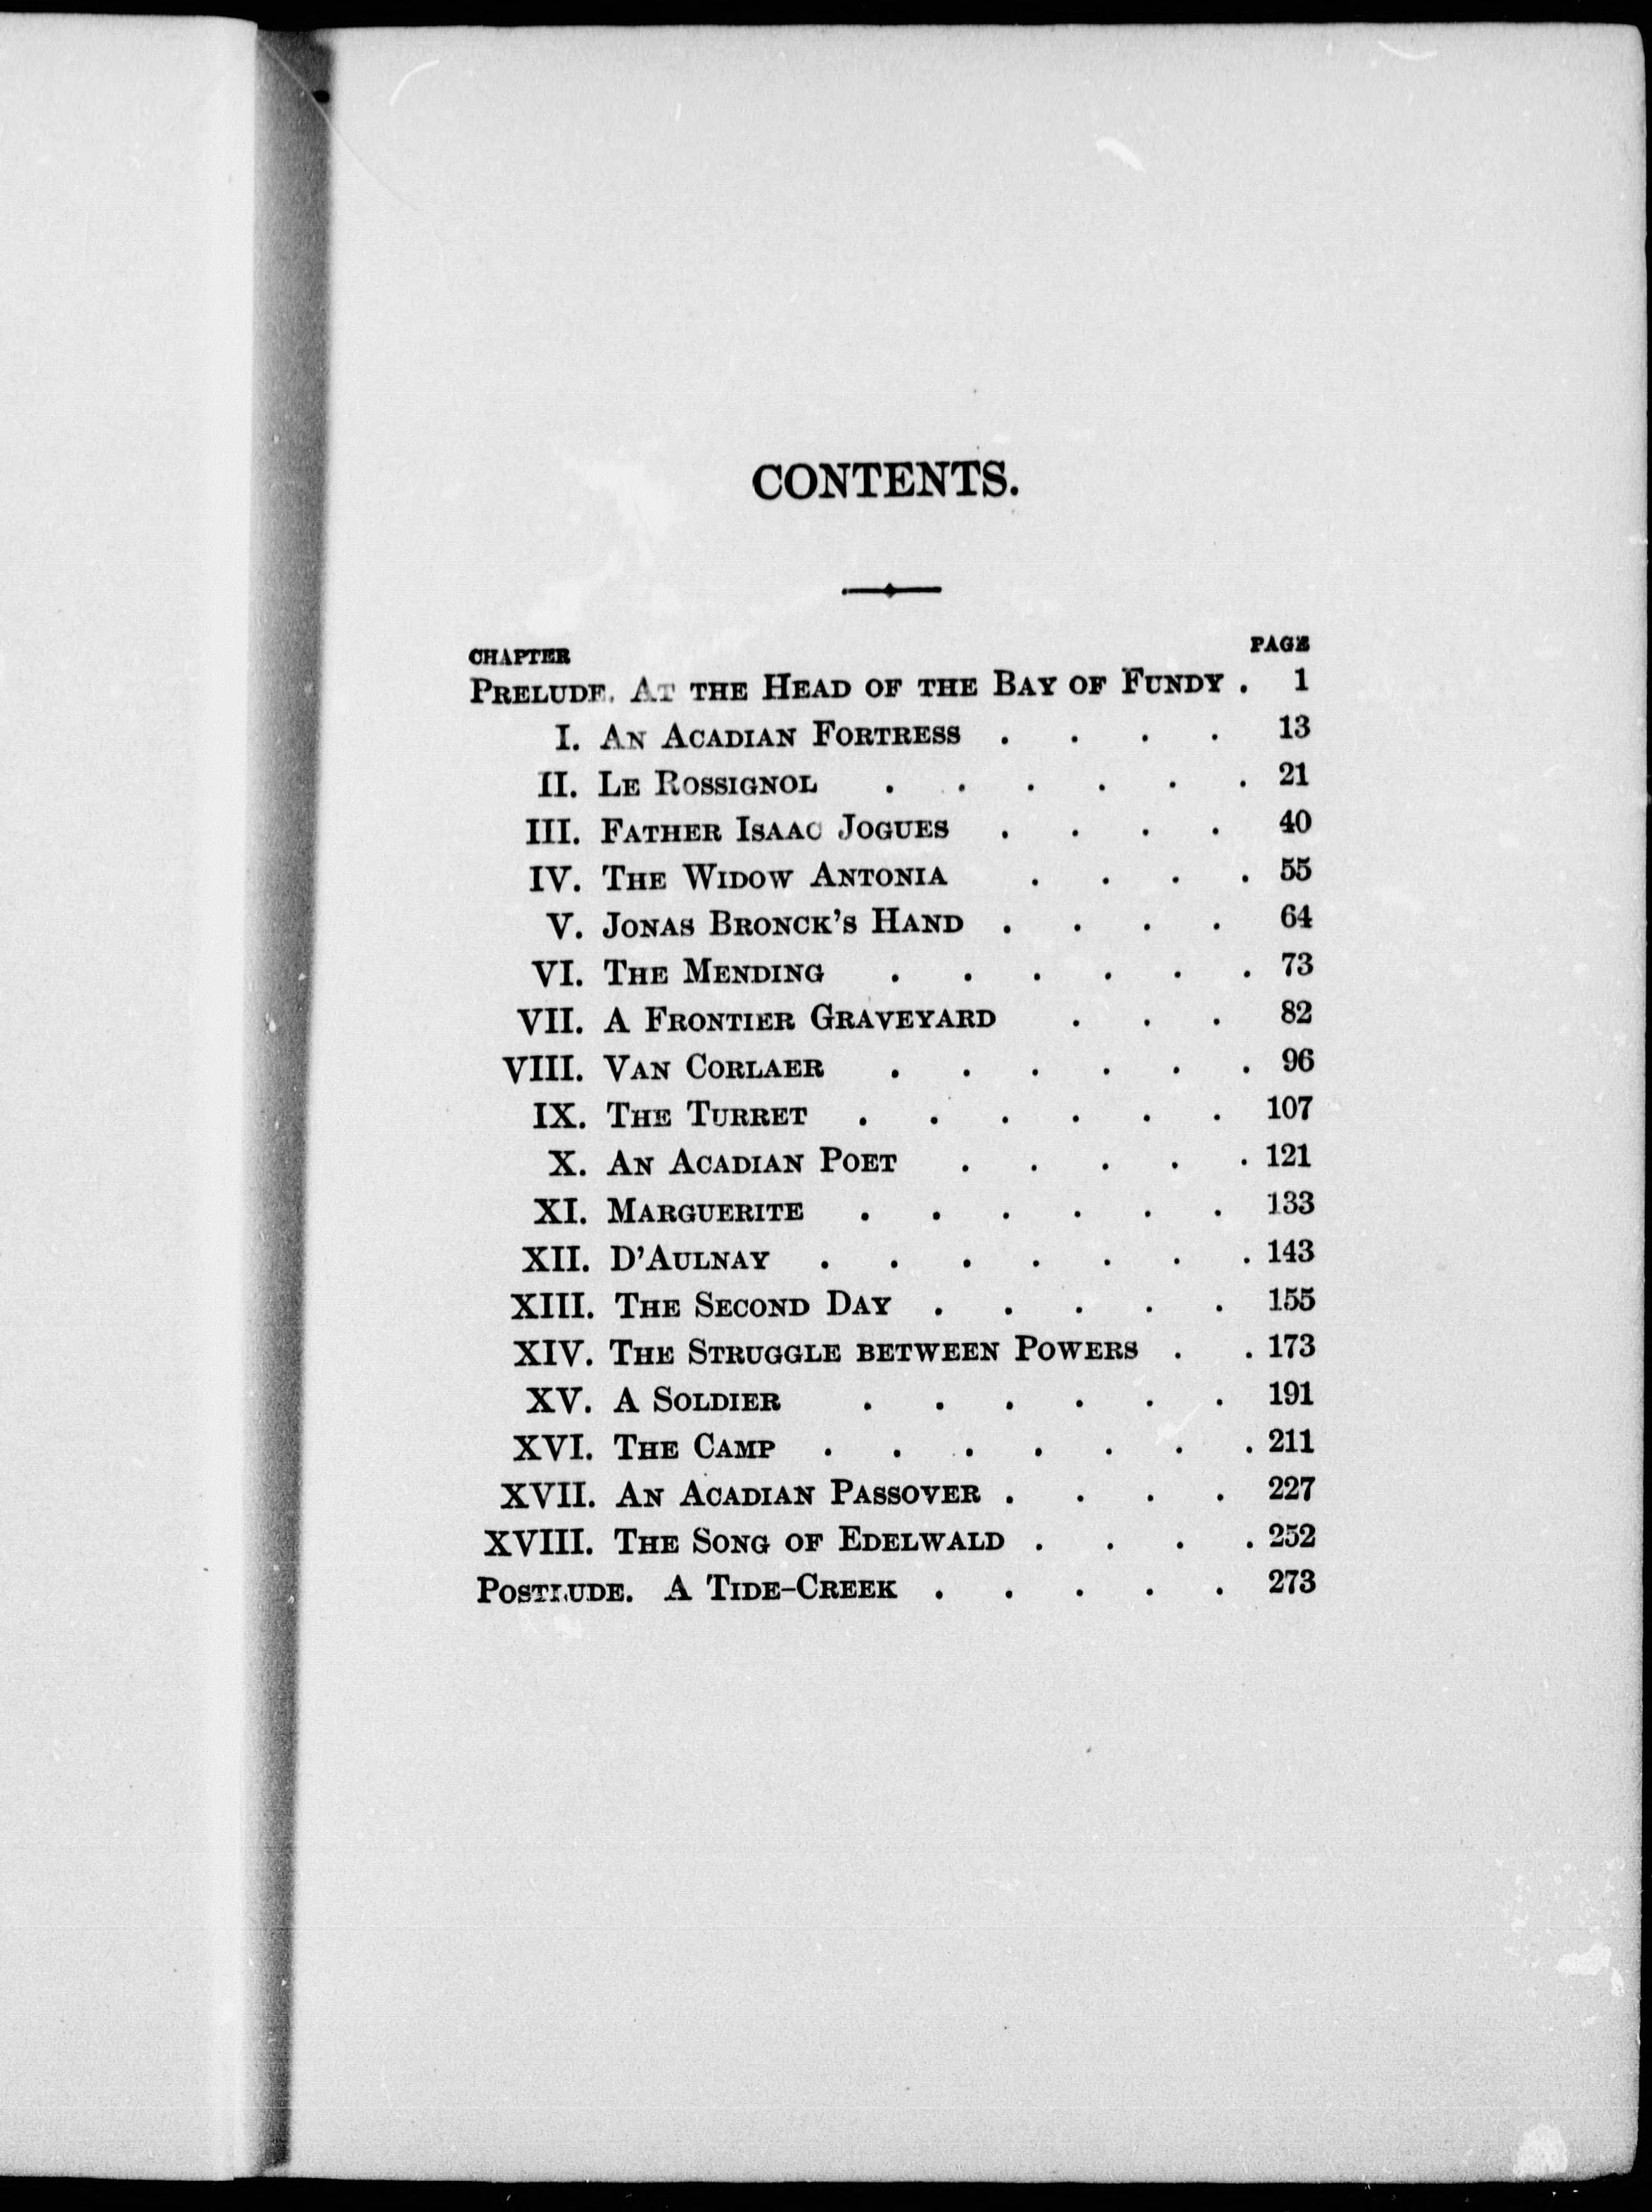 CONTENTS.
CHAPTER PAGE
PRELUDE. AT THE HEAD OF THE BAY OF FUNDY . 1
I. AN ACADIAN FORTRESS . . . . 13
II. LE ROSSIGNOL . . . . . . 21
III. FATHER ISAAC JOGUES . . . . 40
IV. THE WIDOW ANTONIA . . . . 55
V. JONAS BRONCK'S HAND . . . . 64
VI. THE MENDING . . . . . . 73
VII. A FRONTIER GRAVEYARD . . . 82
VIII. VAN CORLAER . . . . . . 96
IX. THE TURRET . . . . . . 107
X. AN ACADIAN POET . . . . . 121
XI. MARGUERITE . . . . . . 133
XII. D'AULNAY . . . . . . . 143
XIII. THE SECOND DAY . . . . . 155
XIV. THE STRUGGLE BETWEEN POWERS . . 173
XV. A SOLDIER . . . . . . 191
XVI. THE CAMP . . . . . . . 211
XVII. AN ACADIAN PASSOVER . . . . 227
XVIII. THE SONG OF EDELWALD . . . . 252
POSTLUDE. A TIDE-CREEK . . . . . 273